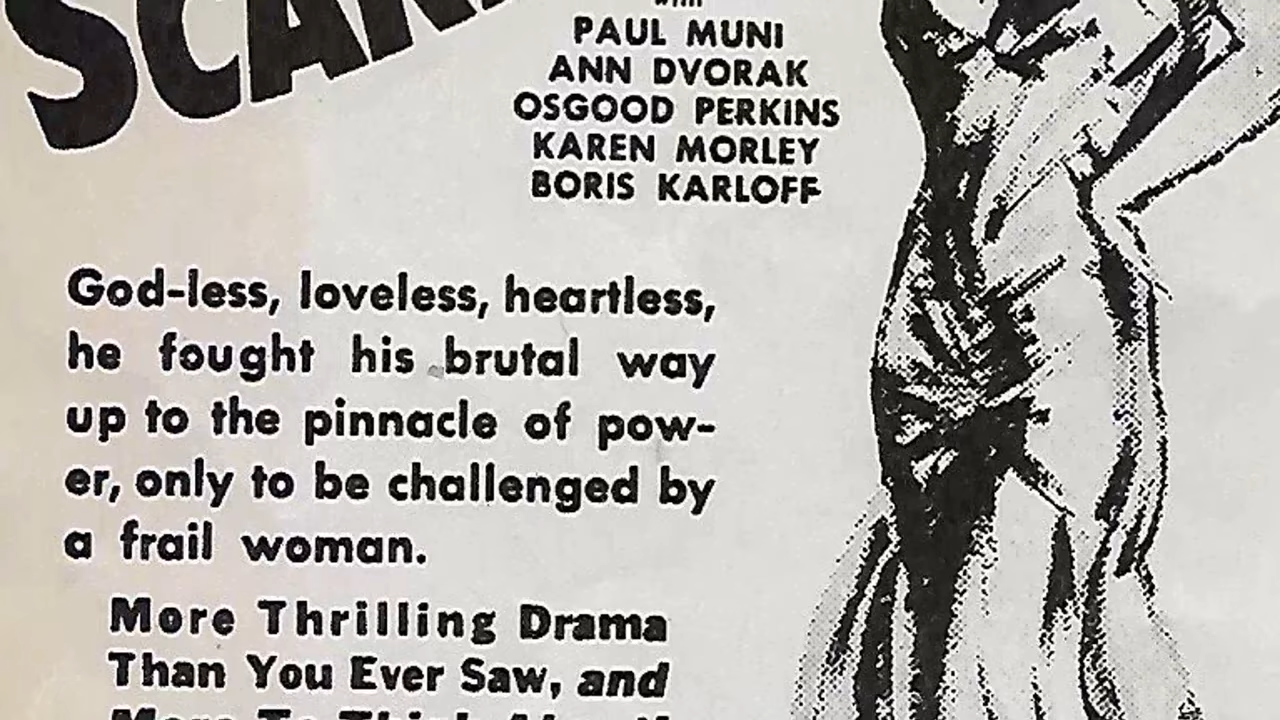 with
PAUL MUNI
ANN DVORAK
OSGOOD PERKINS
KAREN MORLEY
BORIS KARLOFF
God-less, loveless, heartless,
he fought his brutal way
up to the pinnacle of pow-
er, only to be challenged by
a frail woman.
More Thrilling Drama
Than You Ever Saw, and